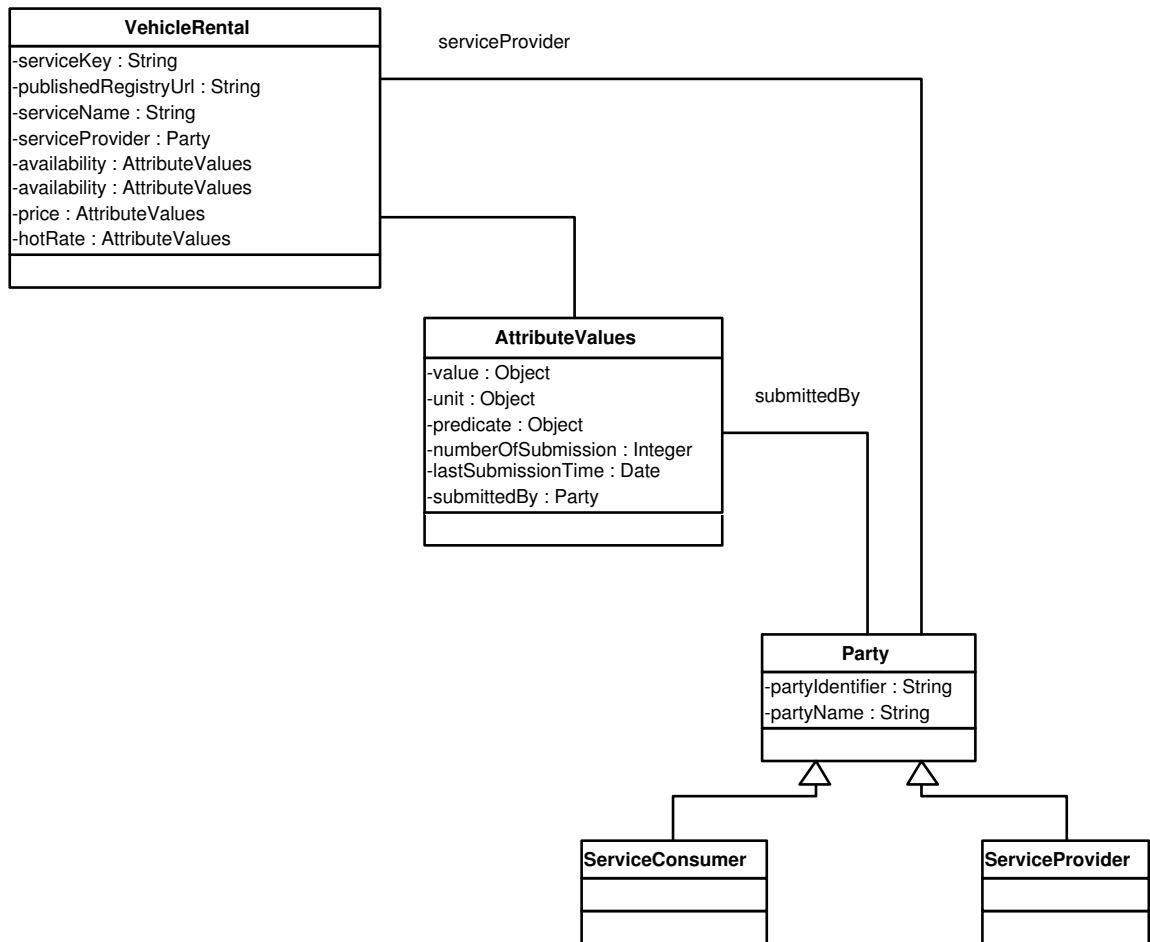 VehicleRental
-serviceKey : String
-publishedRegistryUrl : String
-serviceName : String
-serviceProvider : Party
-availability : AttributeValues
-availability : AttributeValues
-price : AttributeValues
-hotRate : AttributeValues
serviceProvider
AttributeValues
-value : Object
-unit : Object
-predicate : Object
-numberOfSubmission : Integer
-lastSubmissionTime : Date
-submittedBy : Party
submittedBy
Party
-partyIdentifier : String
-partyName : String
ServiceConsumer
ServiceProvider